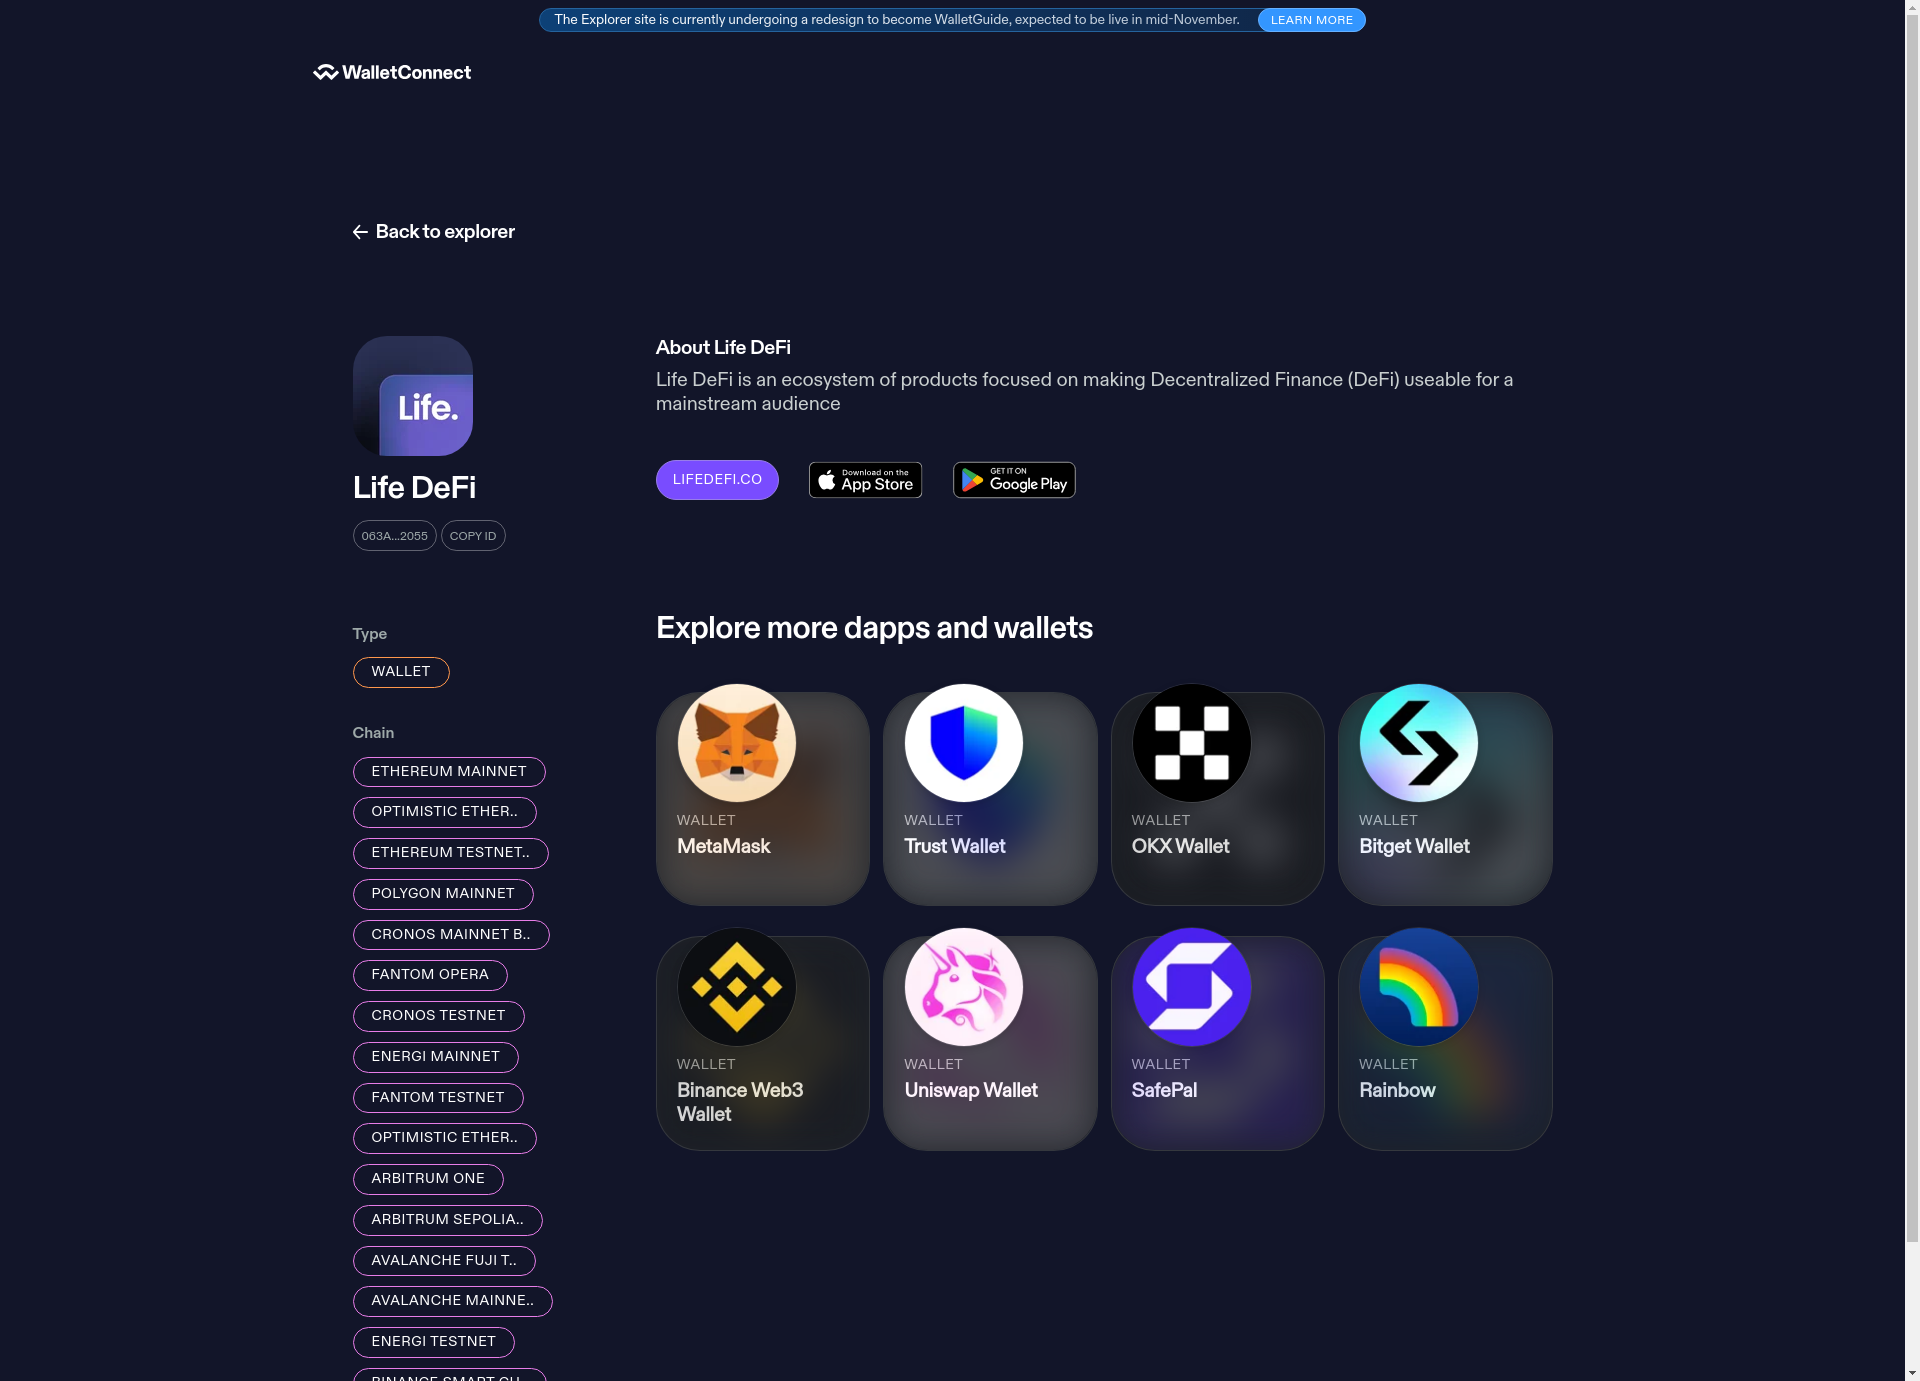 The Explorer site is currently undergoing a redesign to become WalletGuide, expected to be live in mid-November.
LEARN MORE
WalletConnect
Back to explorer
Life.
Life DeFi
063A...2055
COPY ID
About Life DeFi
Life DeFi is an ecosystem of products focused on making Decentralized Finance (DeFi) useable for a
mainstream audience
LIFEDEFI.CO
Download on the
App Store
GET IT ON
Google Play
Type
WALLET
Chain
ETHEREUM MAINNET
OPTIMISTIC ETHER..
ETHEREUM TESTNET..
POLYGON MAINNET
CRONOS MAINNET B..
FANTOM OPERA
CRONOS TESTNET
ENERGI MAINNET
FANTOM TESTNET
OPTIMISTIC ETHER..
ARBITRUM ONE
ARBITRUM SEPOLIA..
AVALANCHE FUJI T..
AVALANCHE MAINNE..
ENERGI TESTNET
Explore more dapps and wallets
WALLET
MetaMask
WALLET
Trust Wallet
WALLET
OKX Wallet
WALLET
Bitget Wallet
WALLET
Binance Web3
Wallet
WALLET
Uniswap Wallet
WALLET
SafePal
WALLET
Rainbow